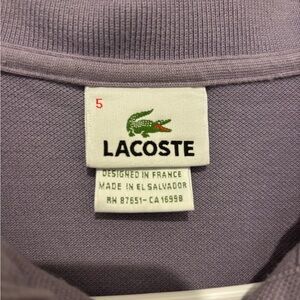 5
LACOSTE
DESIGNED IN FRANCE
MADE IN EL SALVADOR
RN 87651-CA 16998